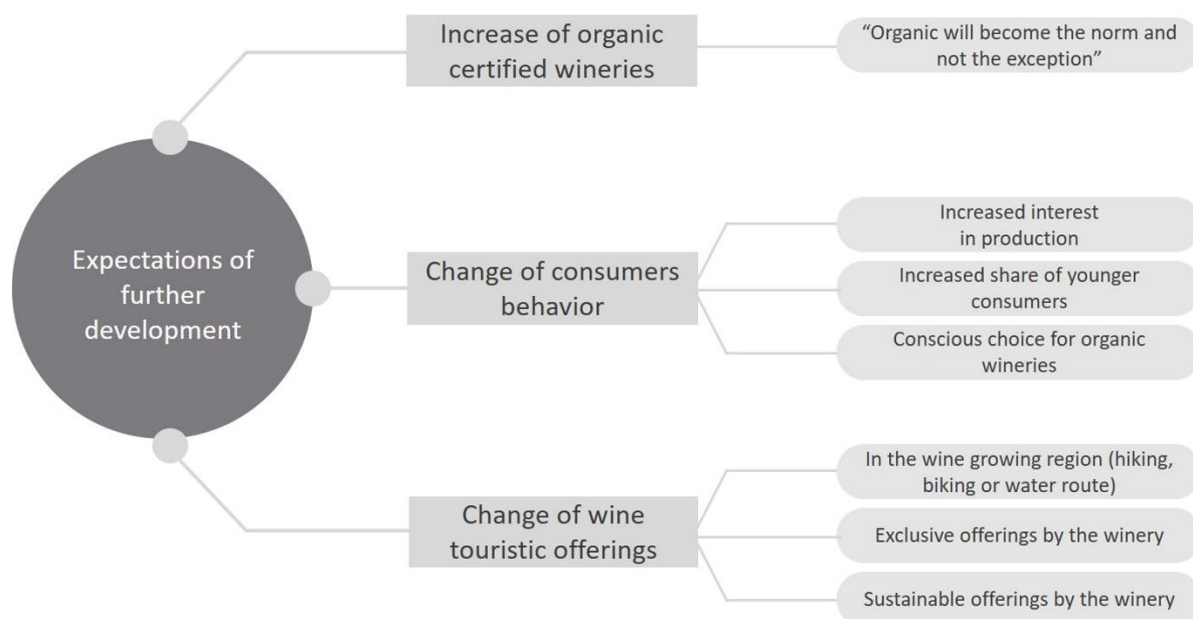 Expectations of
further
development
Increase of organic
certified wineries
“Organic will become the norm and
not the exception”
Change of consumers
behavior
Increased interest
in production
Increased share of younger
consumers
Conscious choice for organic
wineries
Change of wine
touristic offerings
In the wine growing region (hiking,
biking or water route)
Exclusive offerings by the winery
Sustainable offerings by the winery